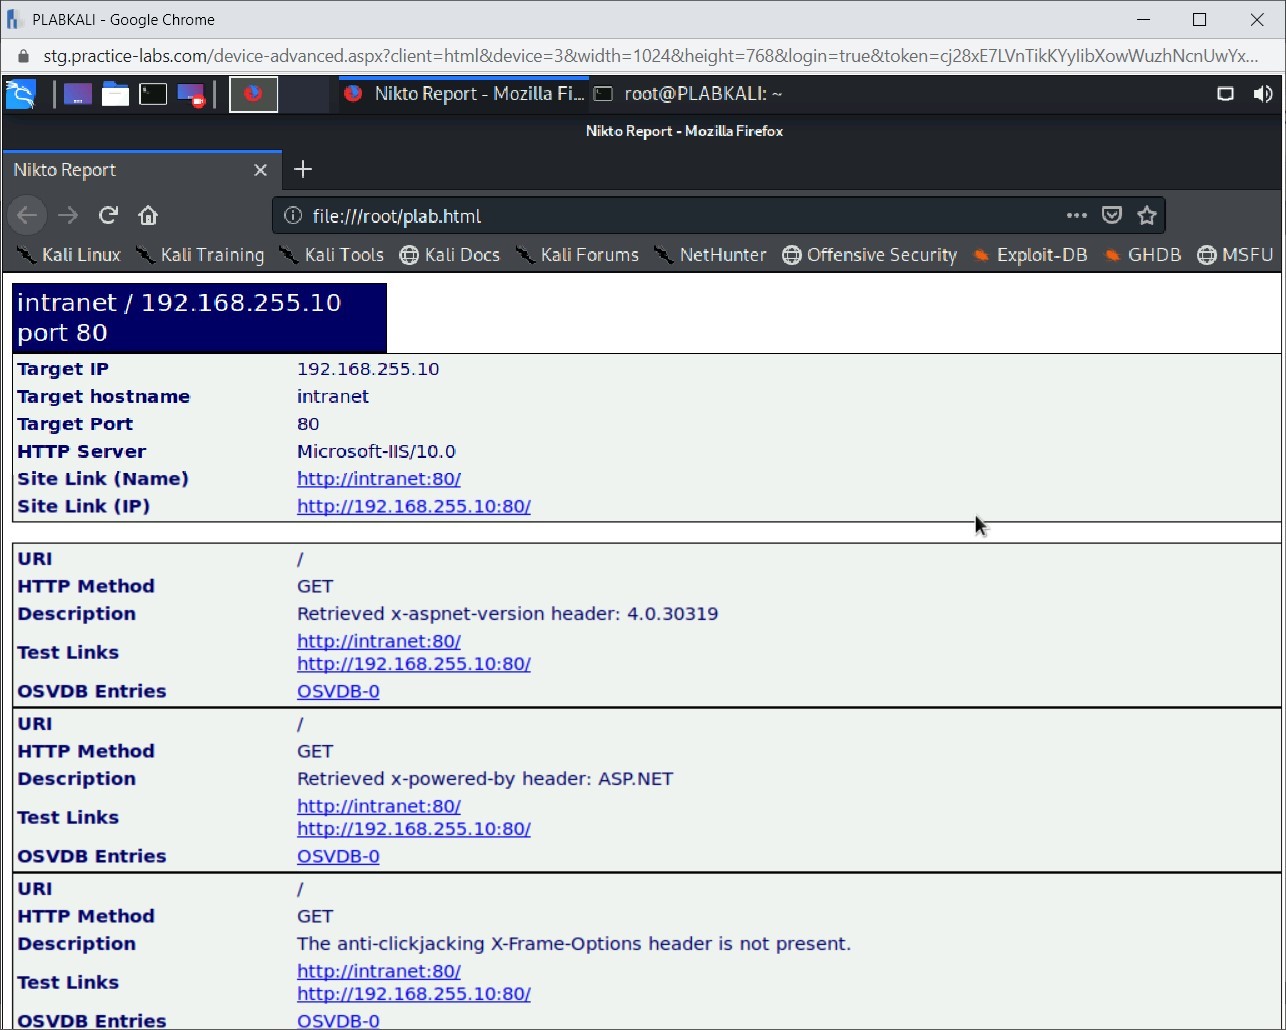 PLABKALI - Google Chrome
stg.practice-labs.com/device-advanced.aspx?client=html&device=3&width=1024&height=768&login=true&token=cj28xE7LVnTikKYylibXowWuzhNcnUwYx...
Nikto Report - Mozilla Fi... root@PLABKALI: ~
Nikto Report - Mozilla Firefox
Nikto Report
file:///root/plab.html
Kali Linux Kali Training Kali Tools Kali Docs Kali Forums NetHunter Offensive Security Exploit-DB GHDB MSFU
intranet / 192.168.255.10
port 80
Target IP 192.168.255.10
Target hostname intranet
Target Port 80
HTTP Server Microsoft-IIS/10.0
Site Link (Name) http://intranet:80/
Site Link (IP) http://192.168.255.10:80/
URI /
HTTP Method GET
Description Retrieved x-aspnet-version header: 4.0.30319
Test Links http://intranet:80/
http://192.168.255.10:80/
OSVDB Entries OSVDB-0
URI /
HTTP Method GET
Description Retrieved x-powered-by header: ASP.NET
Test Links http://intranet:80/
http://192.168.255.10:80/
OSVDB Entries OSVDB-0
URI /
HTTP Method GET
Description The anti-clickjacking X-Frame-Options header is not present.
Test Links http://intranet:80/
http://192.168.255.10:80/
OSVDB Entries OSVDB-0